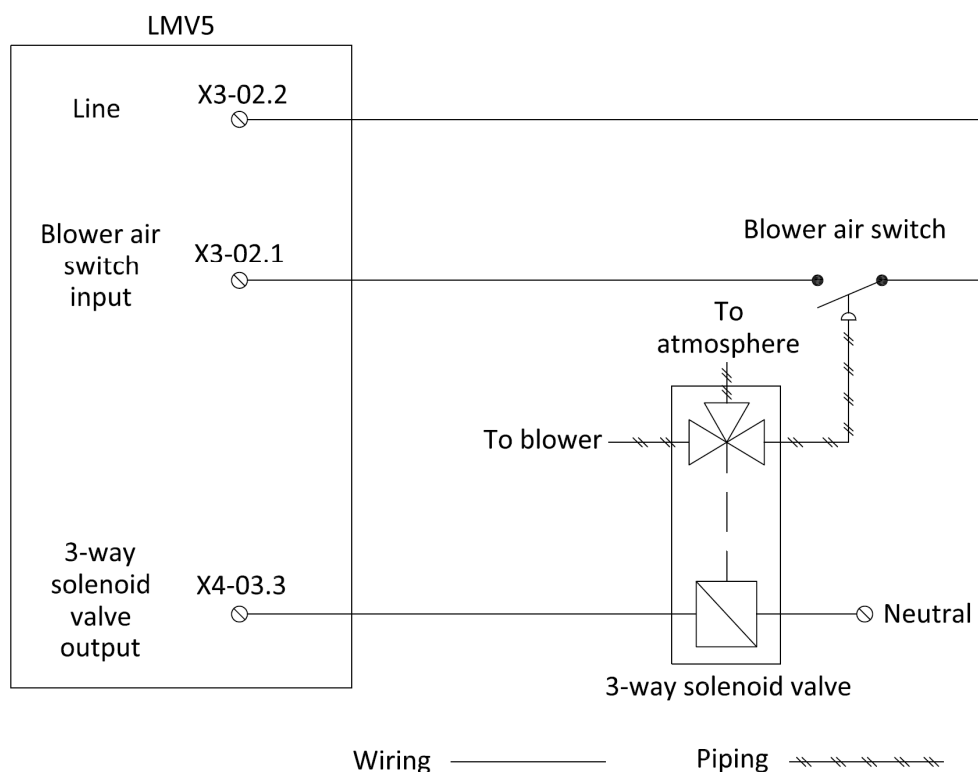 LMV5
Line
X3-02.2
Blower air
switch
input
X3-02.1
Blower air switch
To
atmosphere
To blower
3-way
solenoid
valve
output
X4-03.3
Neutral
3-way solenoid valve
Wiring
Piping